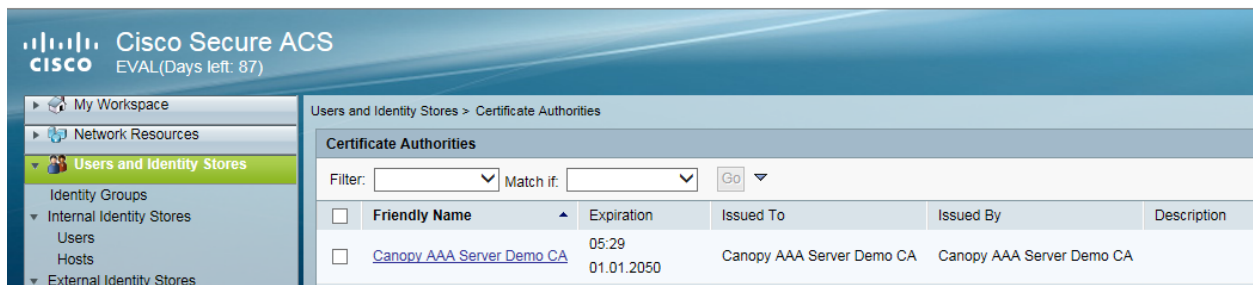 Cisco Secure ACS
CISCO EVAL(Days left: 87)
My Workspace
Network Resources
Users and Identity Stores
Identity Groups
Internal Identity Stores
Users
Hosts
External Identity Stores
Users and Identity Stores > Certificate Authorities
Certificate Authorities
Filter: Match if: Go
Friendly Name Expiration Issued To Issued By Description
Canopy AAA Server Demo CA 05:29 01.01.2050 Canopy AAA Server Demo CA Canopy AAA Server Demo CA